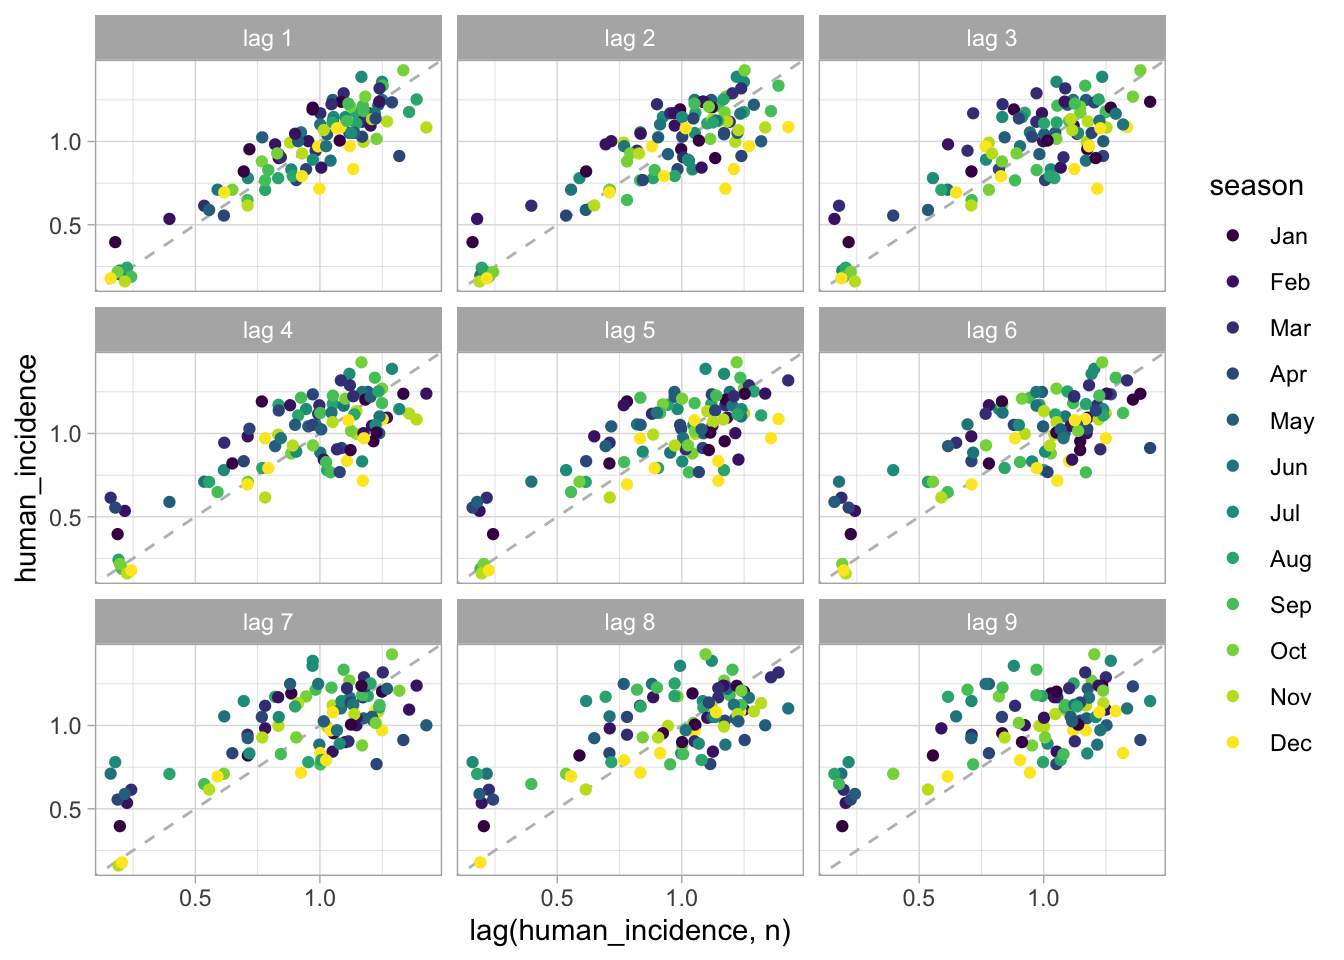 lag 1
lag 2
lag 3
1.0
0.5
lag 4
lag 5
lag 6
1.0
0.5
lag 7
lag 8
lag 9
1.0
0.5
0.5
1.0
0.5
1.0
0.5
1.0
human_incidence
lag(human_incidence, n)
season
Jan
Feb
Mar
Apr
May
Jun
Jul
Aug
Sep
Oct
Nov
Dec